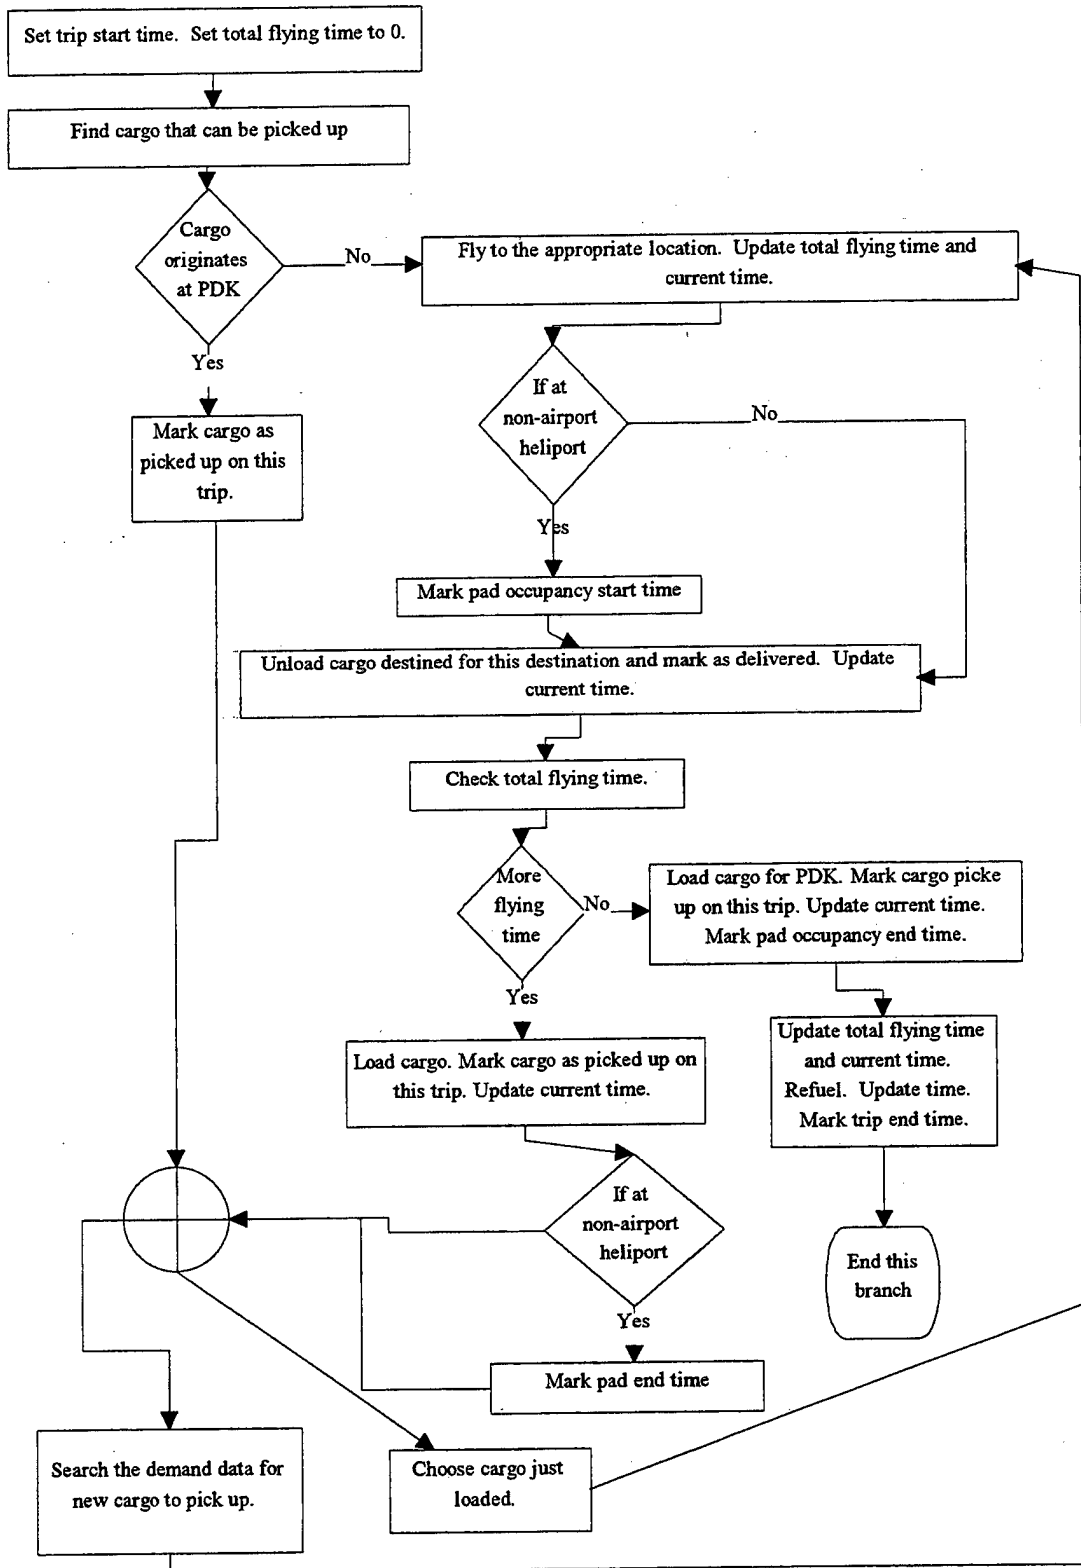 Set trip start time. Set total flying time to 0.
Find cargo that can be picked up
Cargo
originates
at PDK
No
Fly to the appropriate location. Update total flying time and
current time.
Yes
If at
non-airport
heliport
No
Mark cargo as
picked up on this
trip.
Yes
Mark pad occupancy start time
Unload cargo destined for this destination and mark as delivered. Update
current time.
Check total flying time.
More
flying
time
No
Load cargo for PDK. Mark cargo picke
up on this trip. Update current time.
Mark pad occupancy end time.
Yes
Update total flying time
and current time.
Refuel. Update time.
Mark trip end time.
Load cargo. Mark cargo as picked up on
this trip. Update current time.
If at
non-airport
heliport
End this
branch
Yes
Mark pad end time
Search the demand data for
new cargo to pick up.
Choose cargo just
loaded.